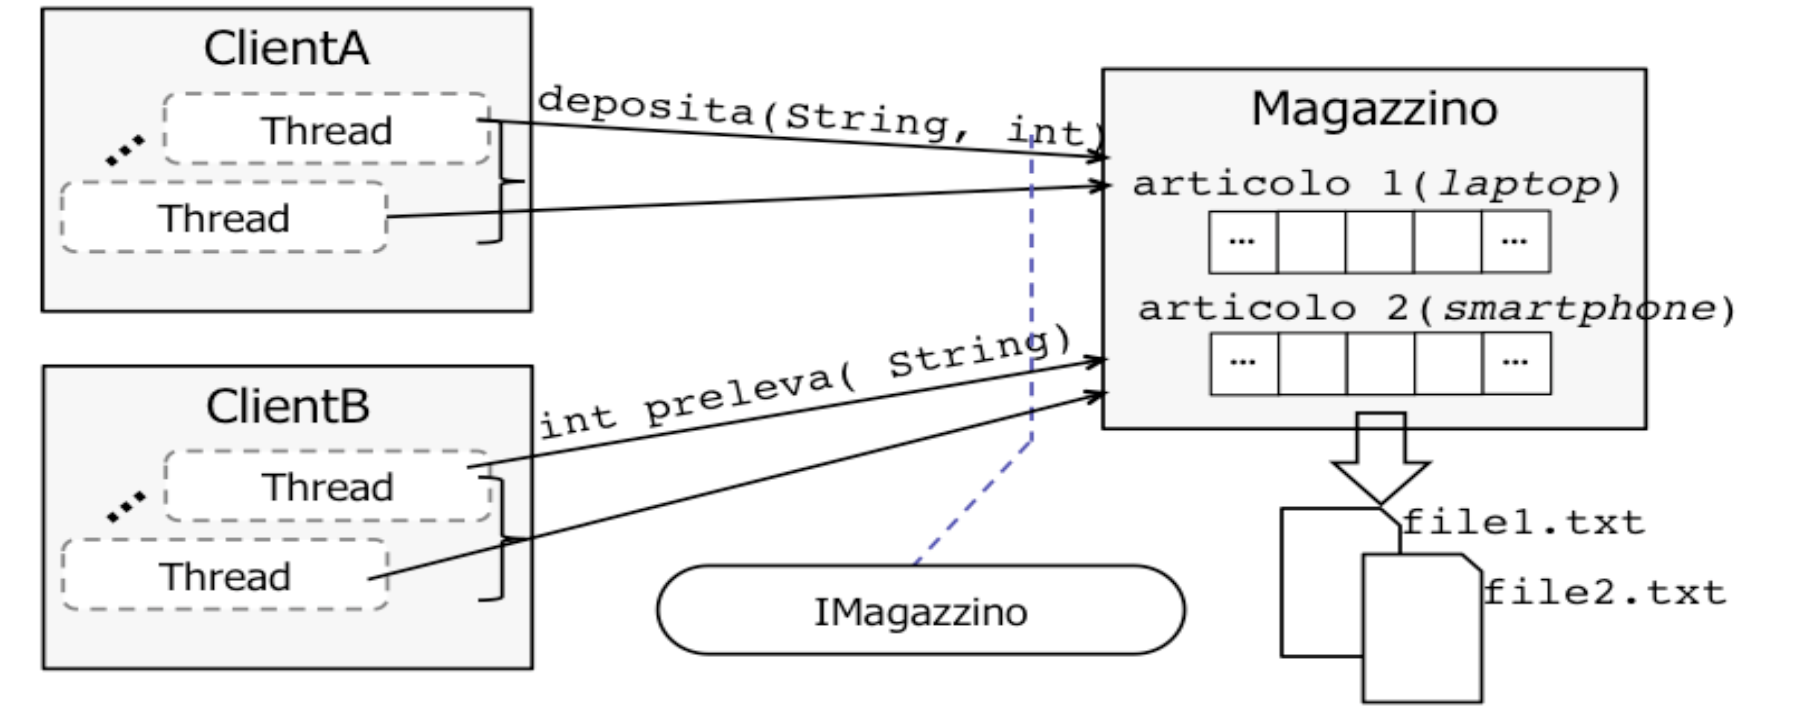 ClientA
Thread
Thread
deposita(String, int)
Magazzino
articolo 1(laptop)
... ...
articolo 2(smartphone)
... ...
ClientB
Thread
Thread
int preleva( String)
IMagazzino
file1.txt
file2.txt